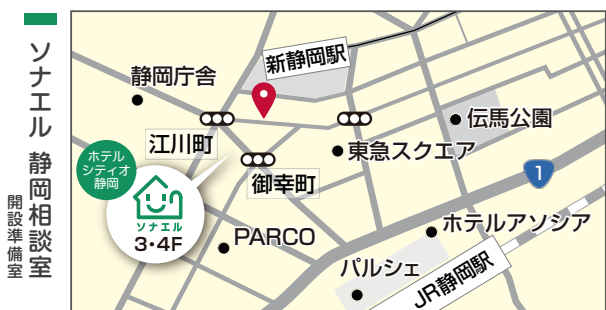 ソナエル 静岡相談室
開設準備室
新静岡駅
静岡庁舎
伝馬公園
江川町
東急スクエア
ホテル
シティオ
静岡
御幸町
1
ソナエル
3・4F
PARCO
ホテルアソシア
パルシェ
JR静岡駅